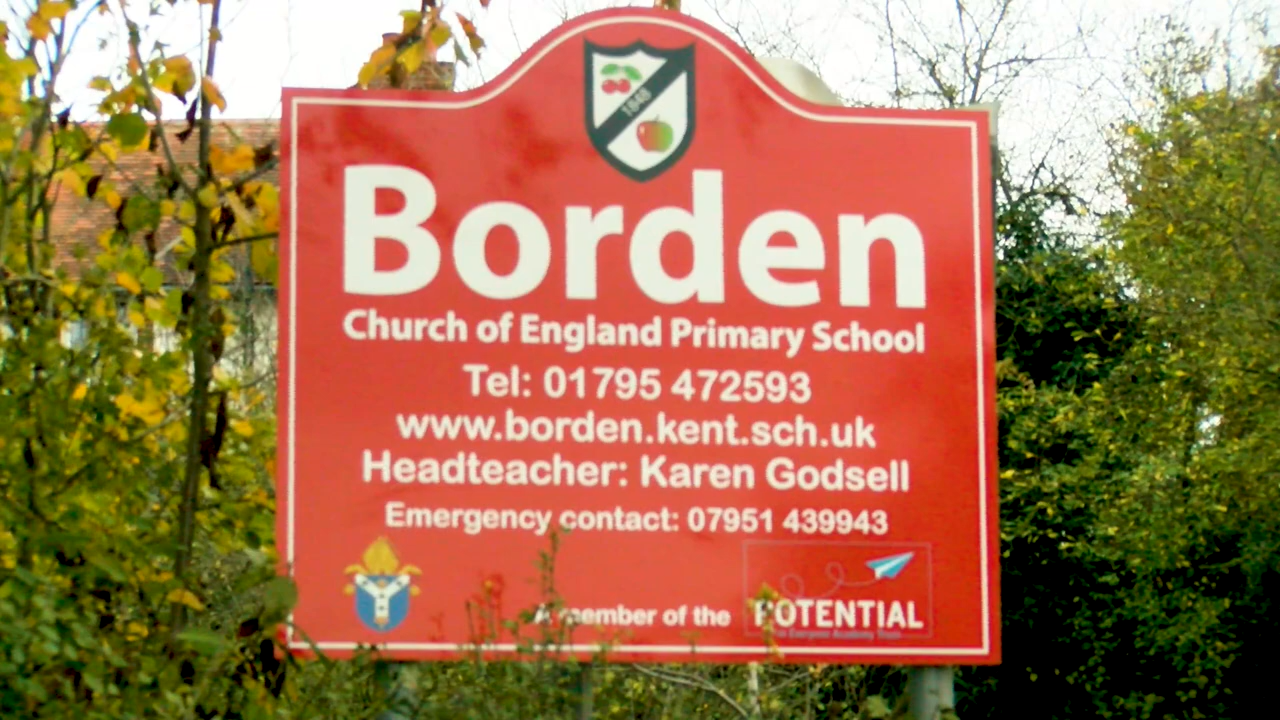 1848
Borden
Church of England Primary School
Tel: 01795 472593
www.borden.kent.sch.uk
Headteacher: Karen Godsell
Emergency contact: 07951 439943
A member of the
POTENTIAL